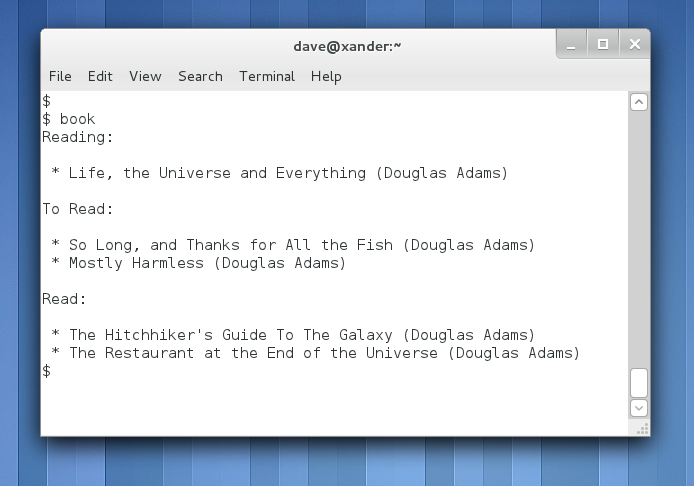 dave@xander:~
File Edit View Search Terminal Help
$
$ book
Reading:
* Life, the Universe and Everything (Douglas Adams)
To Read:
* So Long, and Thanks for All the Fish (Douglas Adams)
* Mostly Harmless (Douglas Adams)
Read:
* The Hitchhiker's Guide To The Galaxy (Douglas Adams)
* The Restaurant at the End of the Universe (Douglas Adams)
$